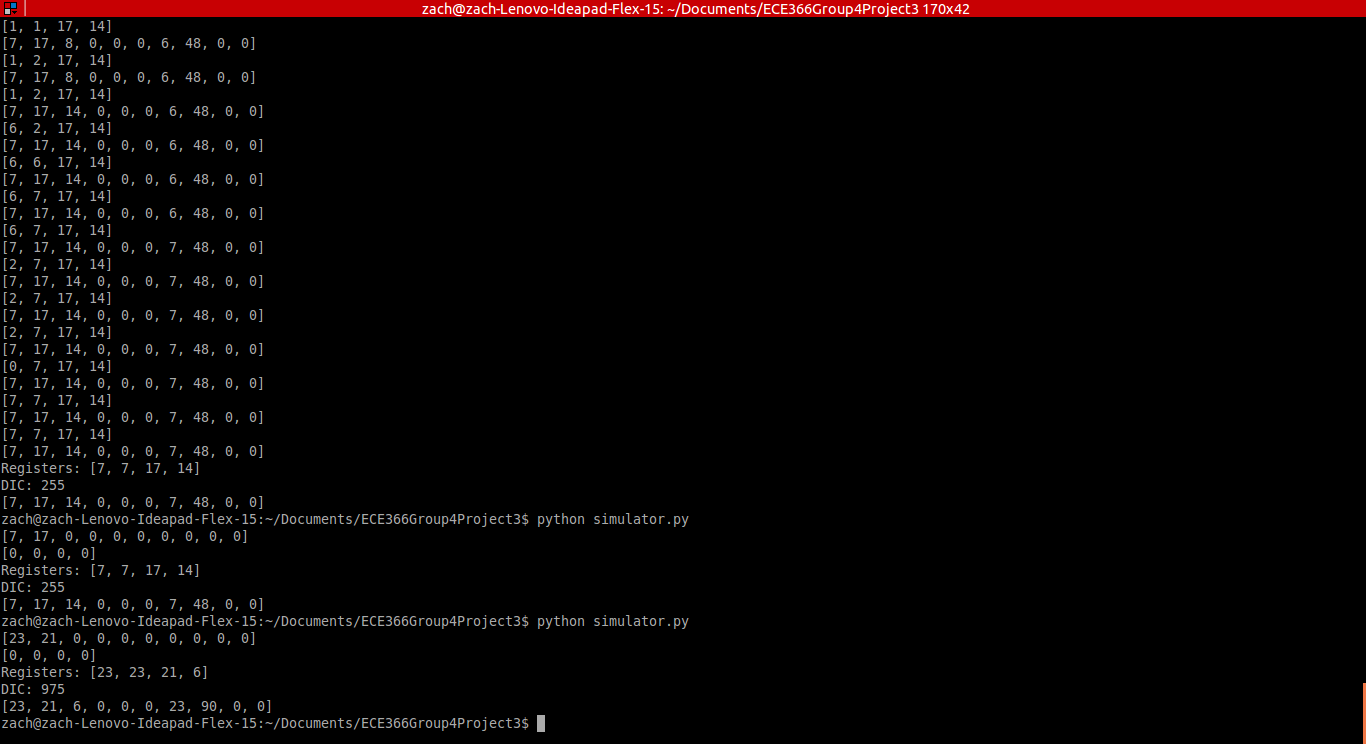 zach@zach-Lenovo-Ideapad-Flex-15: ~/Documents/ECE366Group4Project3 170x42
[1, 1, 17, 14]
[7, 17, 8, 0, 0, 0, 6, 48, 0, 0]
[1, 2, 17, 14]
[7, 17, 8, 0, 0, 0, 6, 48, 0, 0]
[1, 2, 17, 14]
[7, 17, 14, 0, 0, 0, 6, 48, 0, 0]
[6, 2, 17, 14]
[7, 17, 14, 0, 0, 0, 6, 48, 0, 0]
[6, 6, 17, 14]
[7, 17, 14, 0, 0, 0, 6, 48, 0, 0]
[6, 7, 17, 14]
[7, 17, 14, 0, 0, 0, 6, 48, 0, 0]
[6, 7, 17, 14]
[7, 17, 14, 0, 0, 0, 7, 48, 0, 0]
[2, 7, 17, 14]
[7, 17, 14, 0, 0, 0, 7, 48, 0, 0]
[2, 7, 17, 14]
[7, 17, 14, 0, 0, 0, 7, 48, 0, 0]
[2, 7, 17, 14]
[7, 17, 14, 0, 0, 0, 7, 48, 0, 0]
[0, 7, 17, 14]
[7, 17, 14, 0, 0, 0, 7, 48, 0, 0]
[7, 7, 17, 14]
[7, 17, 14, 0, 0, 0, 7, 48, 0, 0]
[7, 7, 17, 14]
[7, 17, 14, 0, 0, 0, 7, 48, 0, 0]
Registers: [7, 7, 17, 14]
DIC: 255
[7, 17, 14, 0, 0, 0, 7, 48, 0, 0]
zach@zach-Lenovo-Ideapad-Flex-15:~/Documents/ECE366Group4Project3$ python simulator.py
[7, 17, 0, 0, 0, 0, 0, 0, 0, 0]
[0, 0, 0, 0]
Registers: [7, 7, 17, 14]
DIC: 255
[7, 17, 14, 0, 0, 0, 7, 48, 0, 0]
zach@zach-Lenovo-Ideapad-Flex-15:~/Documents/ECE366Group4Project3$ python simulator.py
[23, 21, 0, 0, 0, 0, 0, 0, 0, 0]
[0, 0, 0, 0]
Registers: [23, 23, 21, 6]
DIC: 975
[23, 21, 6, 0, 0, 0, 23, 90, 0, 0]
zach@zach-Lenovo-Ideapad-Flex-15:~/Documents/ECE366Group4Project3$